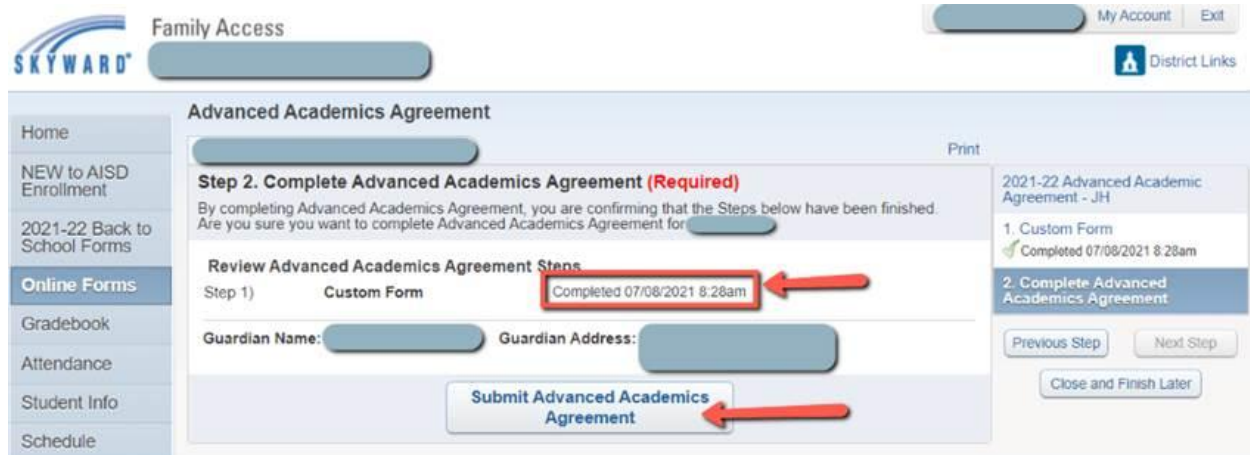 Family Access
My Account Exit
SKYWARD®
District Links
Advanced Academics Agreement
Home
NEW to AISD
Enrollment
2021-22 Back to
School Forms
Online Forms
Gradebook
Attendance
Student Info
Schedule
Print
Step 2. Complete Advanced Academics Agreement (Required)
By completing Advanced Academics Agreement, you are confirming that the Steps below have been finished.
Are you sure you want to complete Advanced Academics Agreement for
Review Advanced Academics Agreement Steps
Step 1) Custom Form Completed 07/08/2021 8:28am
Guardian Name: Guardian Address:
Submit Advanced Academics
Agreement
2021-22 Advanced Academic
Agreement - JH
1. Custom Form
Completed 07/08/2021 8:28am
2. Complete Advanced
Academics Agreement
Previous Step Next Step
Close and Finish Later